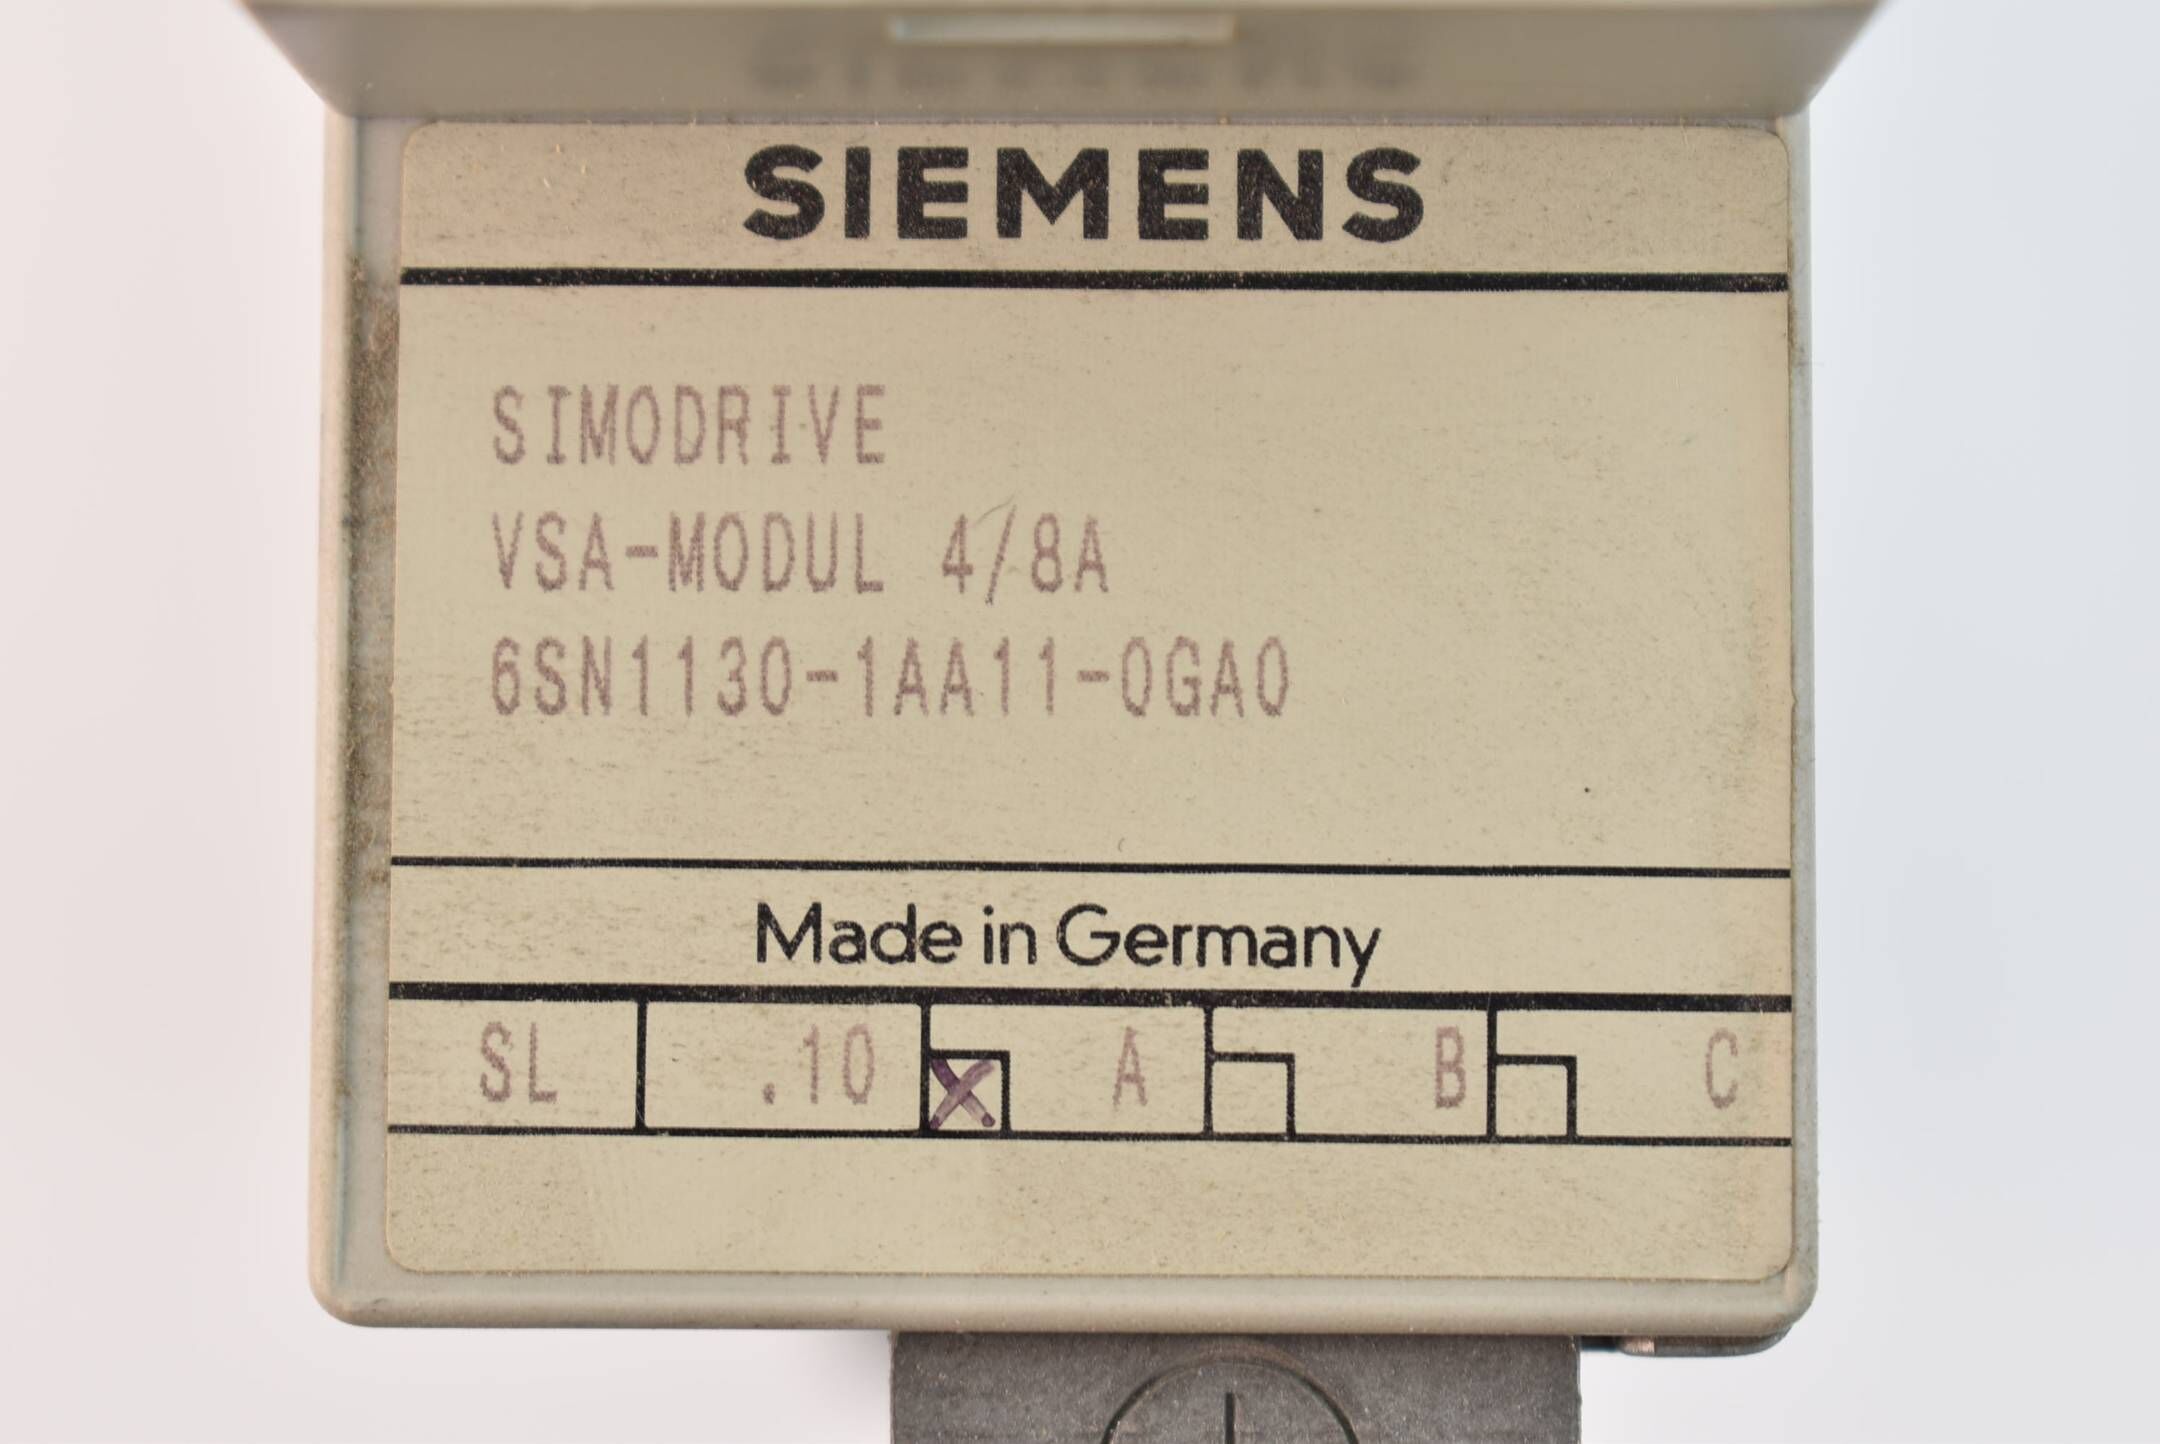 SIEMENS
SIMODRIVE
VSA-MODUL 4/8A
6SN1130-1AA11-0GA0
Made in Germany
SL .10 A B C